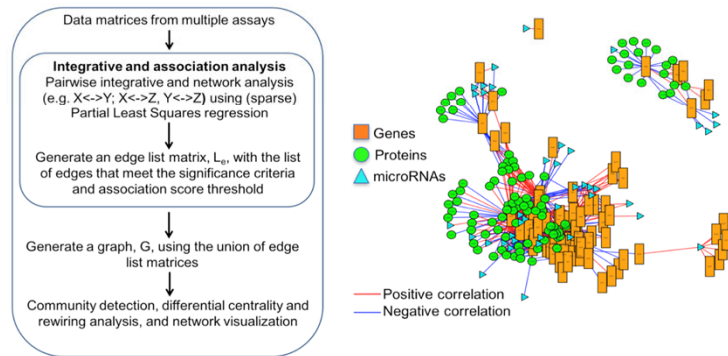 Data matrices from multiple assays
Integrative and association analysis
Pairwise integrative and network analysis
(e.g. X<->Y; X<->Z, Y<->Z) using (sparse)
Partial Least Squares regression
Generate an edge list matrix, Lₑ, with the list
of edges that meet the significance criteria
and association score threshold
Generate a graph, G, using the union of edge
list matrices
Community detection, differential centrality and
rewiring analysis, and network visualization
Genes
Proteins
microRNAs
Positive correlation
Negative correlation